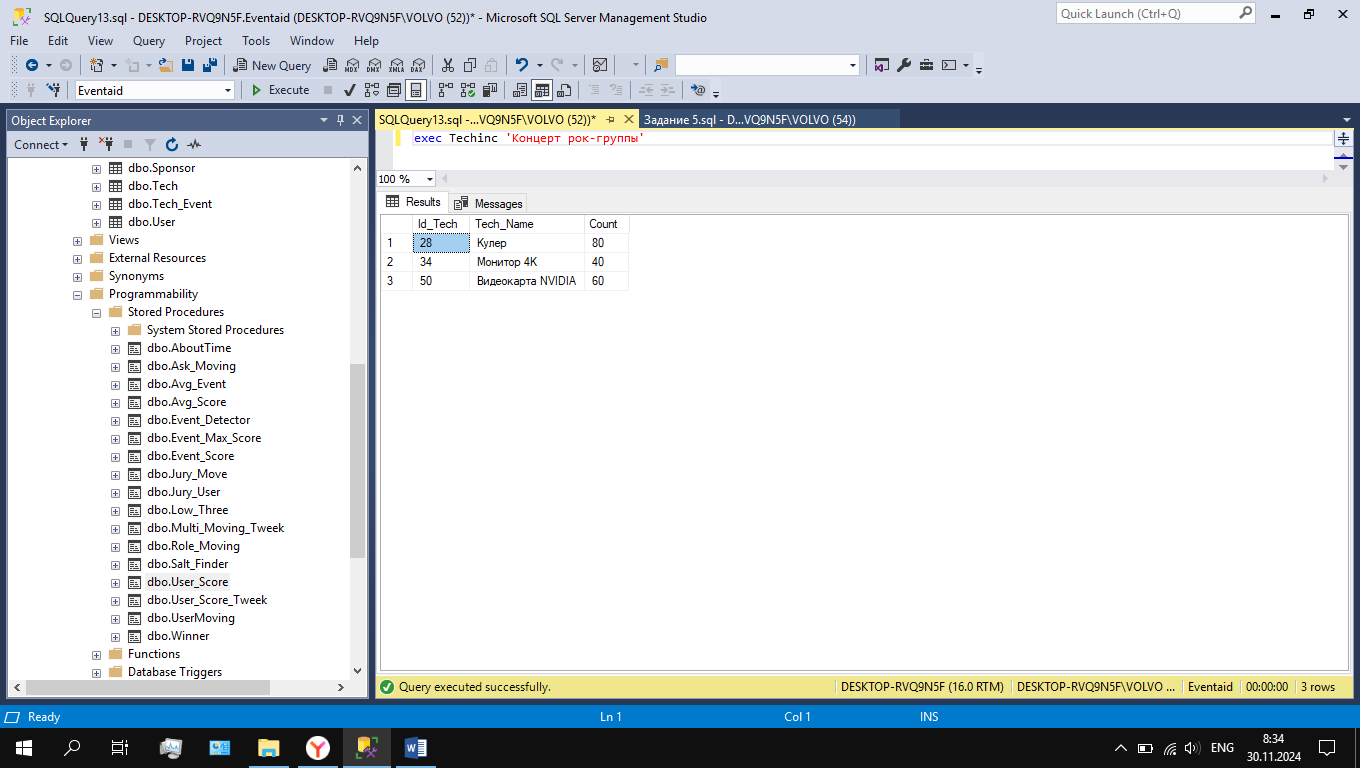 SQLQuery13.sql - DESKTOP-RVQ9N5F.Eventaid (DESKTOP-RVQ9N5F\VOLVO (52))* - Microsoft SQL Server Management Studio
Quick Launch (Ctrl+Q)
File Edit View Query Project Tools Window Help
New Query MDX DMX XMLA DAX
Eventaid Execute
Object Explorer
SQLQuery13.sql -...VQ9N5F\VOLVO (52))* Задание 5.sql - D...VQ9N5F\VOLVO (54))
Connect
exec Techinc 'Концерт рок-группы'
100 %
Results Messages
Id_Tech Tech_Name Count
1 28 Кулер 80
2 34 Монитор 4K 40
3 50 Видеокарта NVIDIA 60
dbo.Sponsor
dbo.Tech
dbo.Tech_Event
dbo.User
Views
External Resources
Synonyms
Programmability
Stored Procedures
System Stored Procedures
dbo.AboutTime
dbo.Ask_Moving
dbo.Avg_Event
dbo.Avg_Score
dbo.Event_Detector
dbo.Event_Max_Score
dbo.Event_Score
dbo.Jury_Move
dbo.Jury_User
dbo.Low_Three
dbo.Multi_Moving_Tweek
dbo.Role_Moving
dbo.Salt_Finder
dbo.User_Score
dbo.User_Score_Tweek
dbo.UserMoving
dbo.Winner
Functions
Database Triggers
Query executed successfully. DESKTOP-RVQ9N5F (16.0 RTM) DESKTOP-RVQ9N5F\VOLVO ... Eventaid 00:00:00 3 rows
Ready Ln 1 Col 1 INS
ENG 8:34
30.11.2024